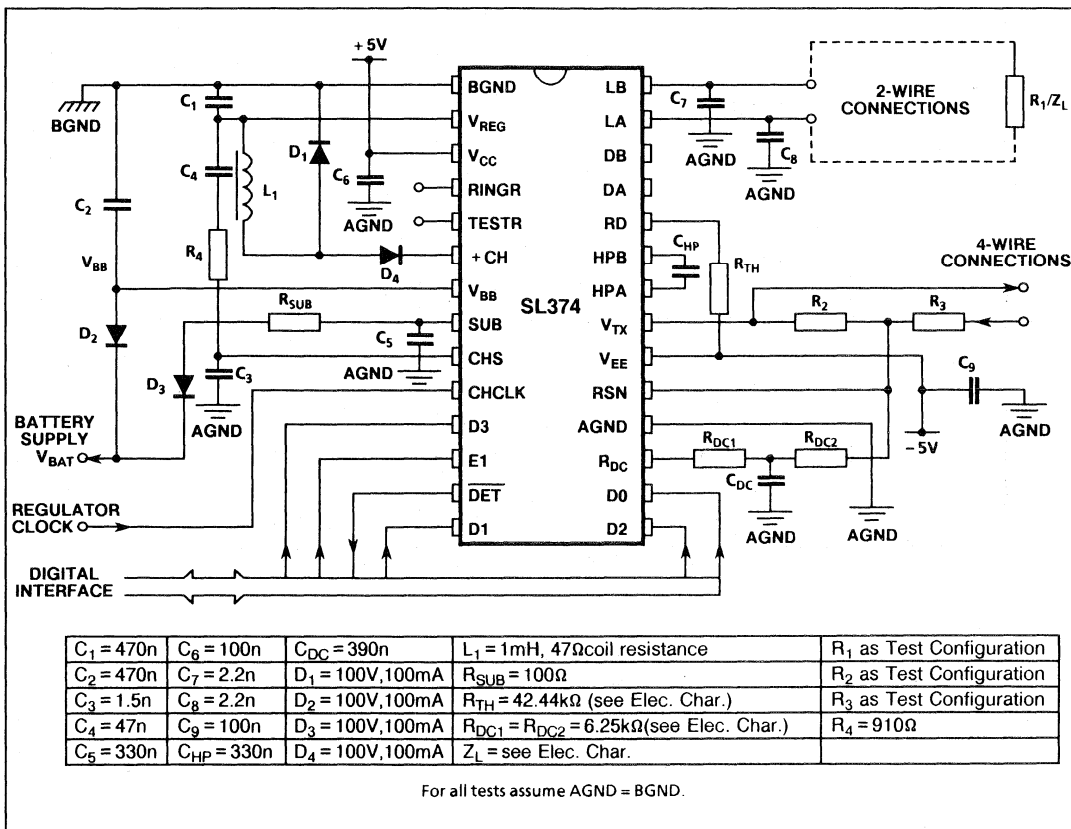 +5V
BGND
C1
D1
C6
AGND
C4
L1
C2
R4
VBB
D4
RSUB
D2
C5
AGND
D3
C3
AGND
BATTERY SUPPLY
VBAT
REGULATOR CLOCK
DIGITAL INTERFACE
BGND
VREG
VCC
RINGR
TESTR
+CH
VBB
SUB
CHS
CHCLK
D3
E1
DET
D1
SL374
LB
LA
DB
DA
RD
HPB
HPA
VTX
VEE
RSN
AGND
RDC
D0
D2
C7
AGND
C8
AGND
2-WIRE CONNECTIONS
R1/ZL
CHP
RTH
4-WIRE CONNECTIONS
R2
R3
C9
AGND
-5V
RDC1
RDC2
CDC
AGND
AGND
C1 = 470n C6 = 100n CDC = 390n L1 = 1mH, 47Ωcoil resistance R1 as Test Configuration
C2 = 470n C7 = 2.2n D1 = 100V,100mA RSUB = 100Ω R2 as Test Configuration
C3 = 1.5n C8 = 2.2n D2 = 100V,100mA RTH = 42.44kΩ (see Elec. Char.) R3 as Test Configuration
C4 = 47n C9 = 100n D3 = 100V,100mA RDC1 = RDC2 = 6.25kΩ(see Elec. Char.) R4 = 910Ω
C5 = 330n CHP = 330n D4 = 100V,100mA ZL = see Elec. Char.
For all tests assume AGND = BGND.